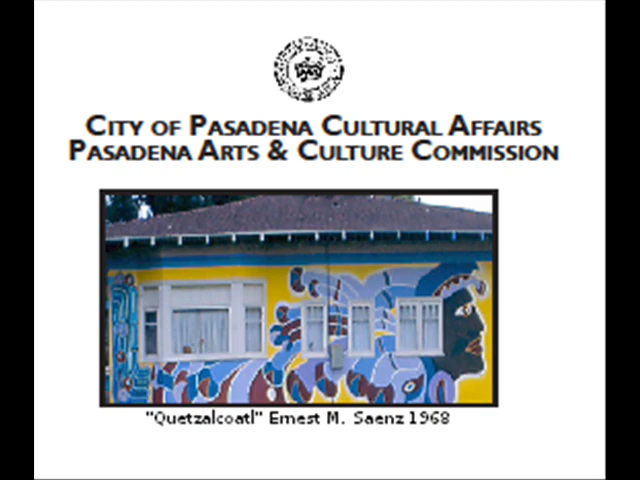 CITY OF PASADENA CULTURAL AFFAIRS
PASADENA ARTS & CULTURE COMMISSION
"Quetzalcoatl" Ernest M. Saenz 1968